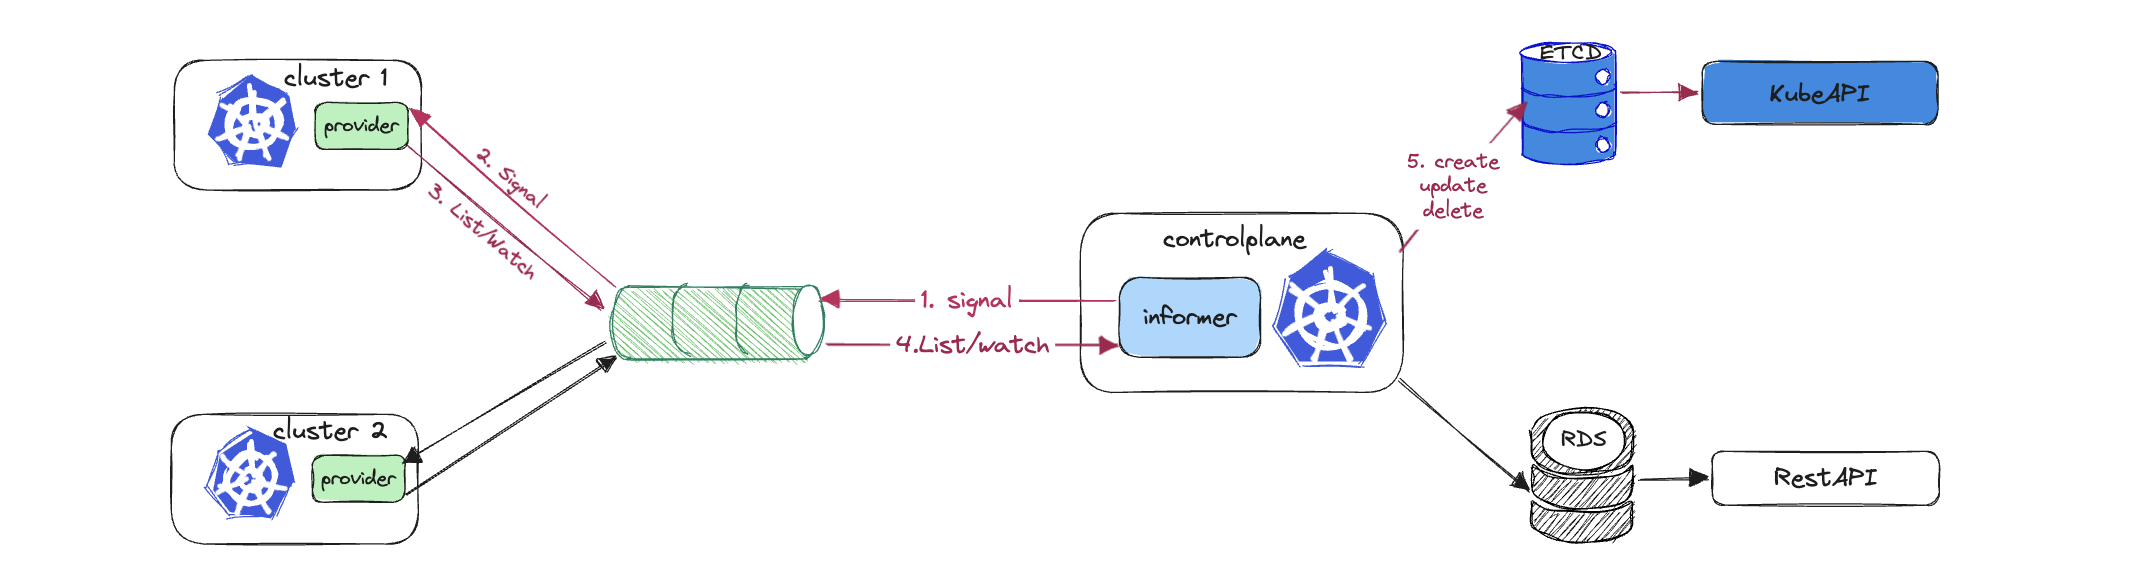 cluster 1
provider
2. Signal
3. List/Watch
1. signal
4.List/watch
controlplane
informer
5. create
update
delete
ETCD
KubeAPI
cluster 2
provider
RDS
RestAPI